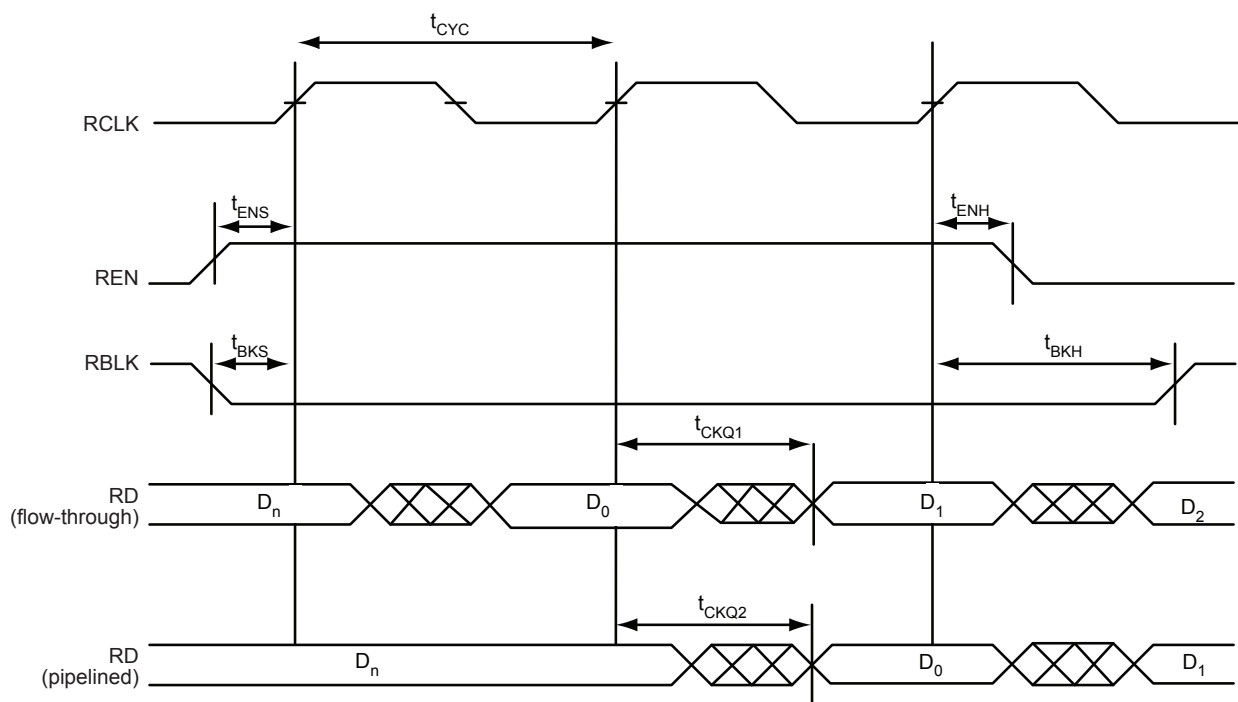 tCYC
RCLK
tENS
tENH
REN
tBKS
tBKH
RBLK
tCKQ1
RD
(flow-through)
Dn
D0
D1
D2
tCKQ2
RD
(pipelined)
Dn
D0
D1